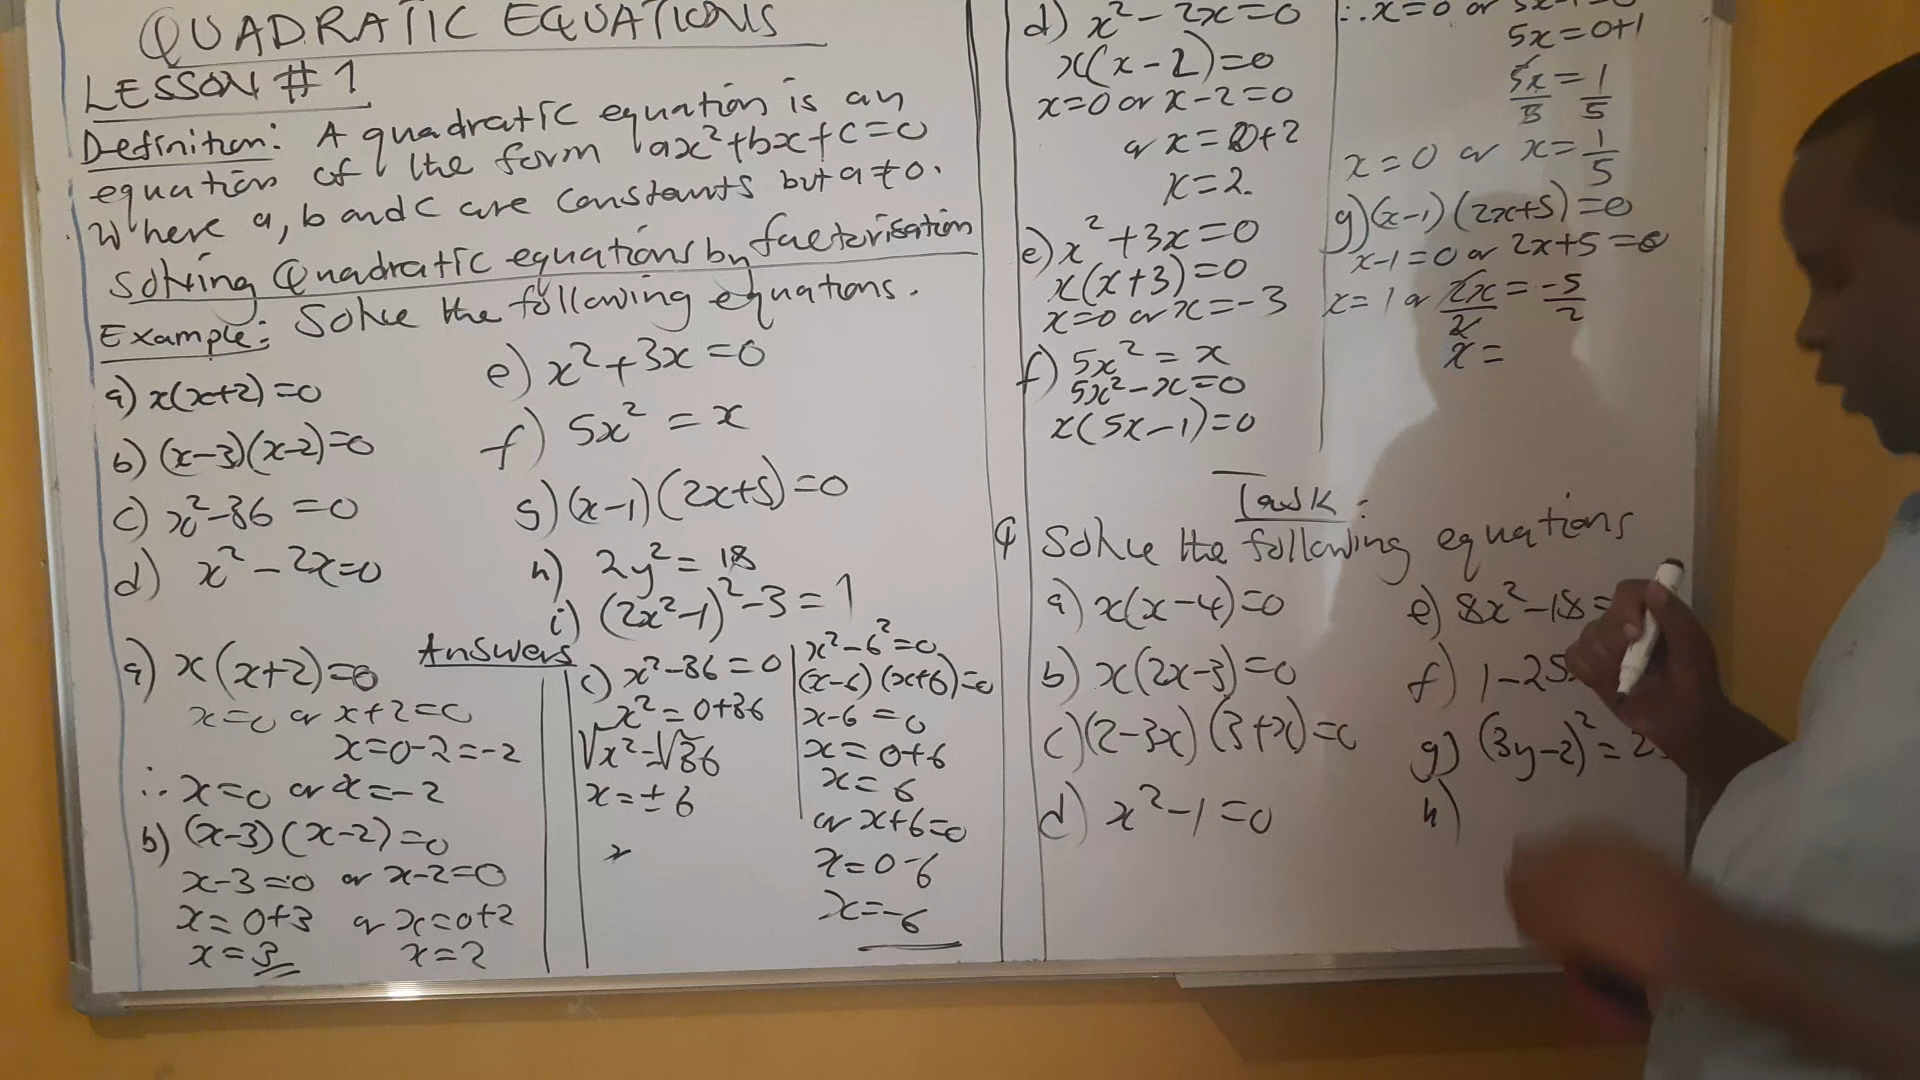 QUADRATIC EQUATIONS
LESSON # 1
Definition: A quadratic equation is an
equation of the form ax²+bx+c=0
Where a, b and c are constants but a≠0.
Solving Quadratic equations by factorisation
Example: Solve the following equations.
a) x(x+2)=0
b) (x-3)(x-2)=0
c) x²-36=0
d) x²-2x=0
e) x²+3x=0
f) 5x²=x
g) (x-1)(2x+5)=0
h) 2y²=18
i) (2x²-1)²-3=1
Answers
a) x(x+2)=0
x=0 or x+2=0
x=0-2=-2
∴ x=0 or x=-2
b) (x-3)(x-2)=0
x-3=0 or x-2=0
x=0+3 or x=0+2
x=3 x=2
c) x²-36=0
x²=0+36
√x²=√36
x=±6
x²-6²=0
(x-6)(x+6)=0
x-6=0
x=0+6
x=6
or x+6=0
x=0-6
x=-6
d) x²-2x=0
x(x-2)=0
x=0 or x-2=0
or x=0+2
x=2.
e) x²+3x=0
x(x+3)=0
x=0 or x=-3
f) 5x²=x
5x²-x=0
x(5x-1)=0
∴ x=0 or 5x-1=0
5x=0+1
5x/5=1/5
x=0 or x=1/5
g) (x-1)(2x+5)=0
x-1=0 or 2x+5=0
x=1 or 2x/2=-5/2
x=
Task:
Q Solve the following equations
a) x(x-4)=0
b) x(2x-3)=0
c) (2-3x)(3+x)=0
d) x²-1=0
e) 8x²-18=
f) 1-25
g) (3y-2)²=2
h)